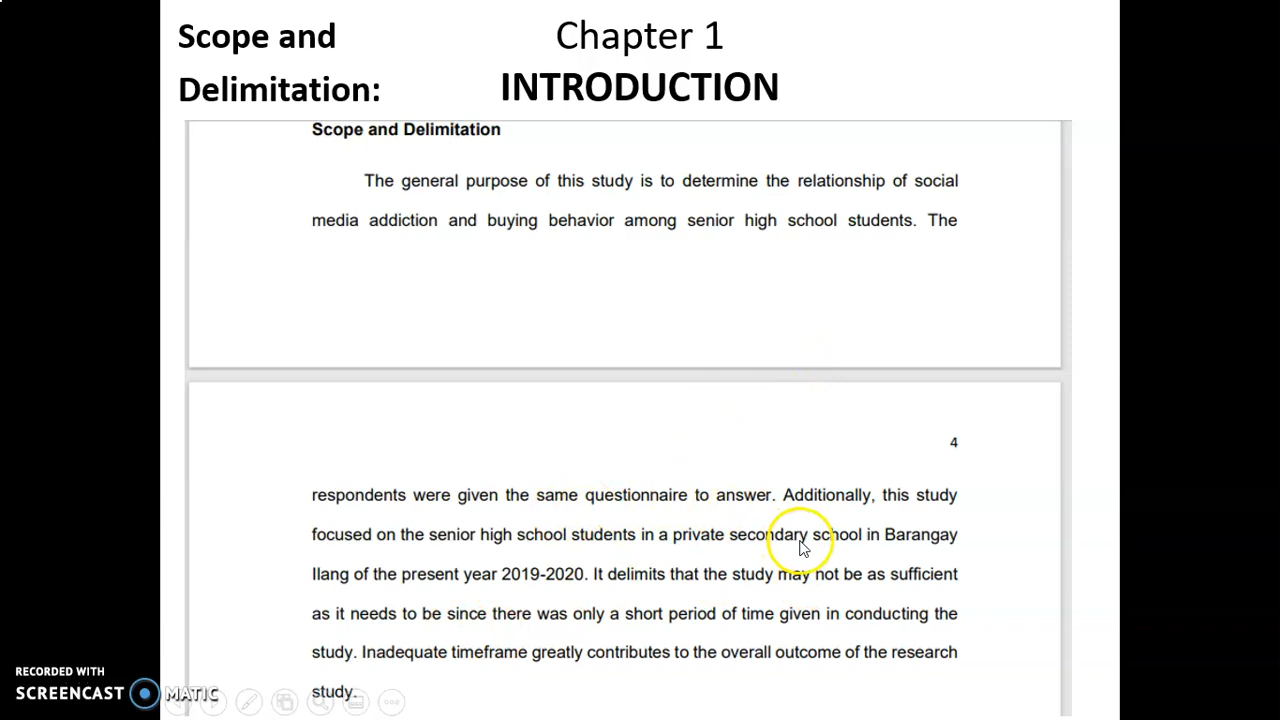 Scope and
Delimitation:
Chapter 1
INTRODUCTION
Scope and Delimitation
The general purpose of this study is to determine the relationship of social
media addiction and buying behavior among senior high school students. The
4
respondents were given the same questionnaire to answer. Additionally, this study
focused on the senior high school students in a private secondary school in Barangay
Ilang of the present year 2019-2020. It delimits that the study may not be as sufficient
as it needs to be since there was only a short period of time given in conducting the
study. Inadequate timeframe greatly contributes to the overall outcome of the research
study.
RECORDED WITH
SCREENCAST MATIC